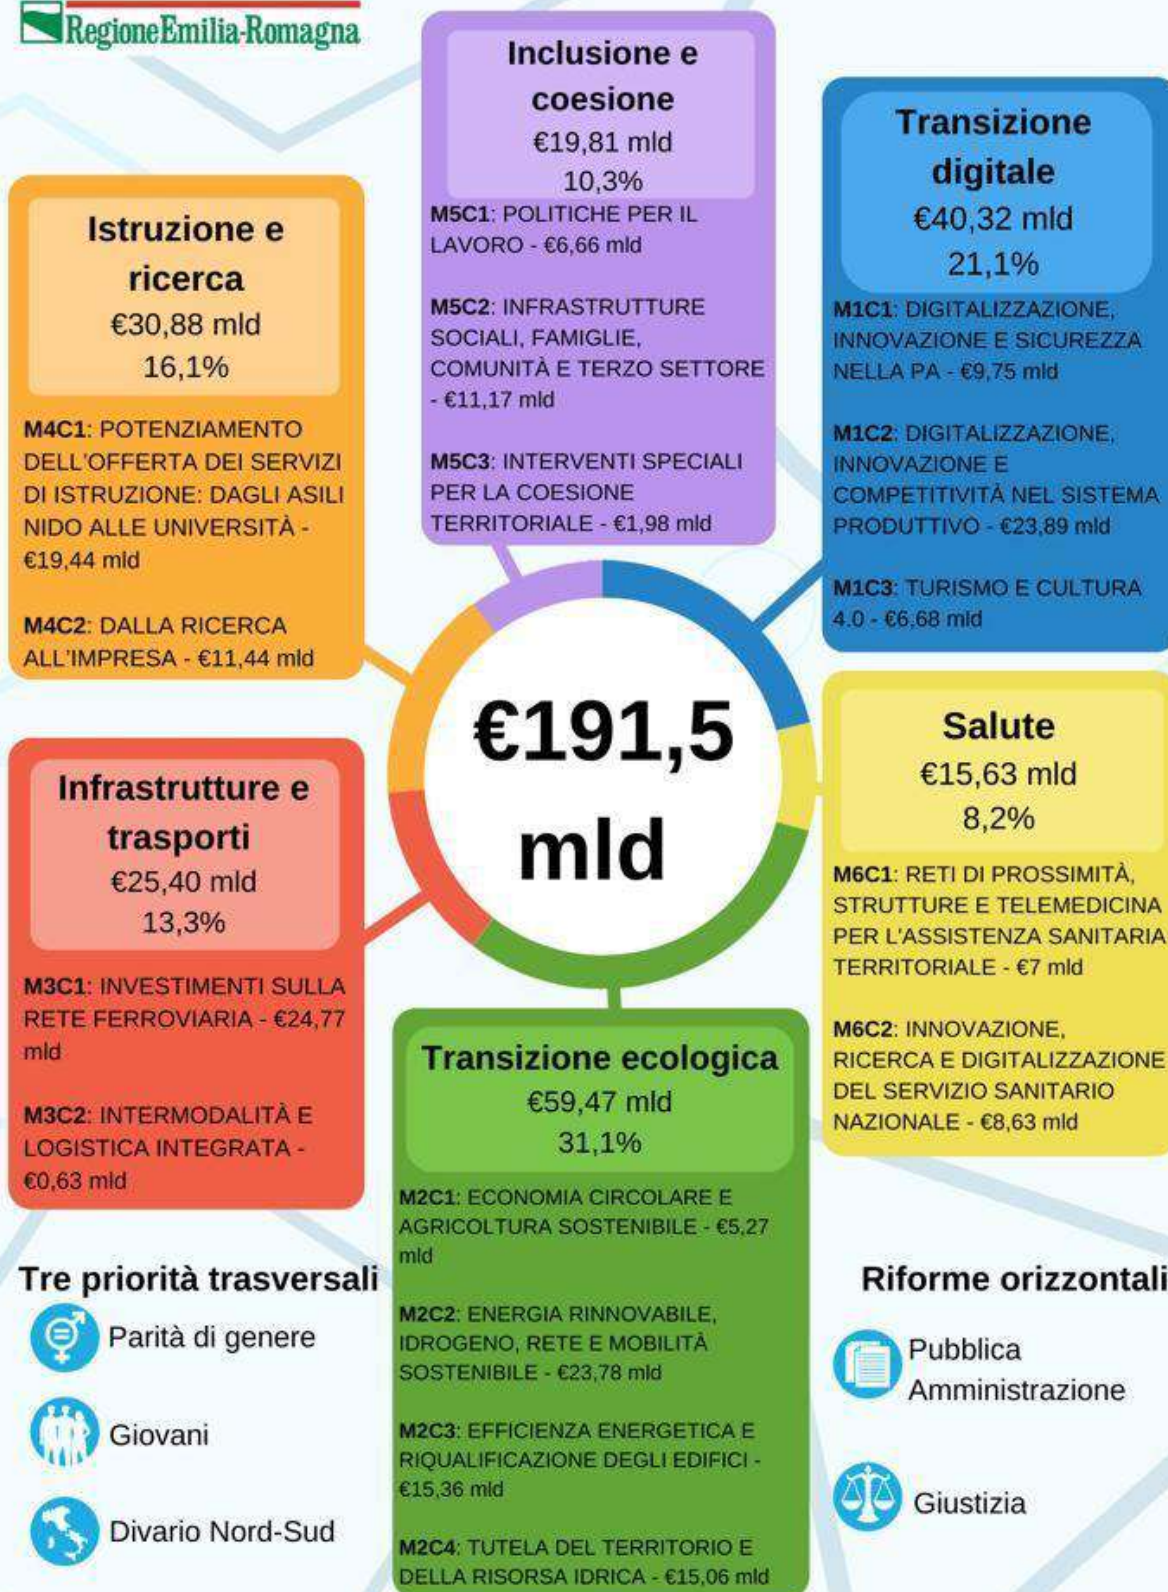 RegioneEmilia-Romagna
Inclusione e
coesione
€19,81 mld
10,3%
M5C1: POLITICHE PER IL
LAVORO - €6,66 mld
M5C2: INFRASTRUTTURE
SOCIALI, FAMIGLIE,
COMUNITÀ E TERZO SETTORE
- €11,17 mld
M5C3: INTERVENTI SPECIALI
PER LA COESIONE
TERRITORIALE - €1,98 mld
Transizione
digitale
€40,32 mld
21,1%
M1C1: DIGITALIZZAZIONE,
INNOVAZIONE E SICUREZZA
NELLA PA - €9,75 mld
M1C2: DIGITALIZZAZIONE,
INNOVAZIONE E
COMPETITIVITÀ NEL SISTEMA
PRODUTTIVO - €23,89 mld
M1C3: TURISMO E CULTURA
4.0 - €6,68 mld
Istruzione e
ricerca
€30,88 mld
16,1%
M4C1: POTENZIAMENTO
DELL'OFFERTA DEI SERVIZI
DI ISTRUZIONE: DAGLI ASILI
NIDO ALLE UNIVERSITÀ -
€19,44 mld
M4C2: DALLA RICERCA
ALL'IMPRESA - €11,44 mld
€191,5
mld
Salute
€15,63 mld
8,2%
M6C1: RETI DI PROSSIMITÀ,
STRUTTURE E TELEMEDICINA
PER L'ASSISTENZA SANITARIA
TERRITORIALE - €7 mld
M6C2: INNOVAZIONE,
RICERCA E DIGITALIZZAZIONE
DEL SERVIZIO SANITARIO
NAZIONALE - €8,63 mld
Infrastrutture e
trasporti
€25,40 mld
13,3%
M3C1: INVESTIMENTI SULLA
RETE FERROVIARIA - €24,77
mld
M3C2: INTERMODALITÀ E
LOGISTICA INTEGRATA -
€0,63 mld
Transizione ecologica
€59,47 mld
31,1%
M2C1: ECONOMIA CIRCOLARE E
AGRICOLTURA SOSTENIBILE - €5,27
mld
M2C2: ENERGIA RINNOVABILE,
IDROGENO, RETE E MOBILITÀ
SOSTENIBILE - €23,78 mld
M2C3: EFFICIENZA ENERGETICA E
RIQUALIFICAZIONE DEGLI EDIFICI -
€15,36 mld
M2C4: TUTELA DEL TERRITORIO E
DELLA RISORSA IDRICA - €15,06 mld
Tre priorità trasversali
Parità di genere
Giovani
Divario Nord-Sud
Riforme orizzontali
Pubblica
Amministrazione
Giustizia